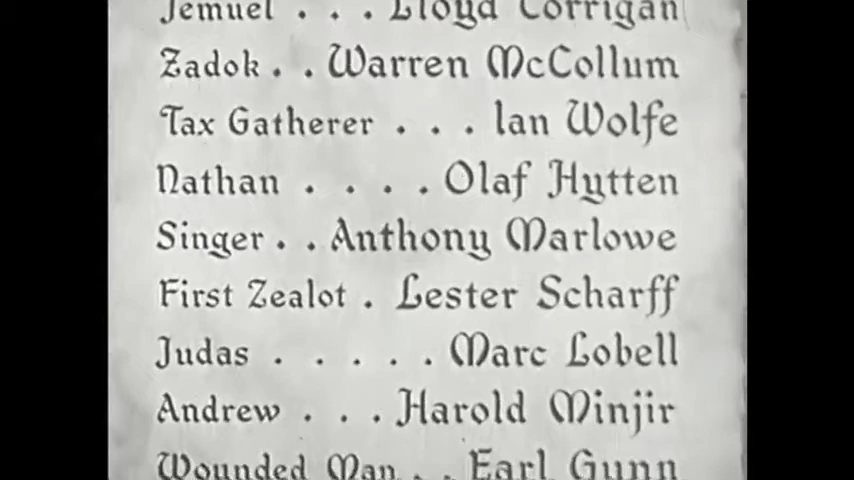 Jemuel . . . Lloyd Corrigan
Zadok . . Warren McCollum
Tax Gatherer . . . Ian Wolfe
Nathan . . . . Olaf Hytten
Singer . . Anthony Marlowe
First Zealot . Lester Scharff
Judas . . . . . Marc Lobell
Andrew . . . Harold Minjir
Wounded Man . . Earl Gunn